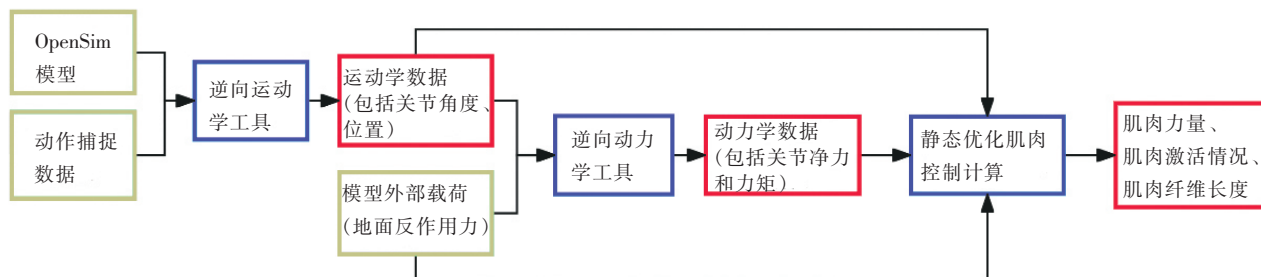 OpenSim
模型
动作捕捉
数据
逆向运动
学工具
运动学数据
(包括关节角度、
位置)
模型外部载荷
(地面反作用力)
逆向动力
学工具
动力学数据
(包括关节净力
和力矩)
静态优化肌肉
控制计算
肌肉力量、
肌肉激活情况、
肌肉纤维长度